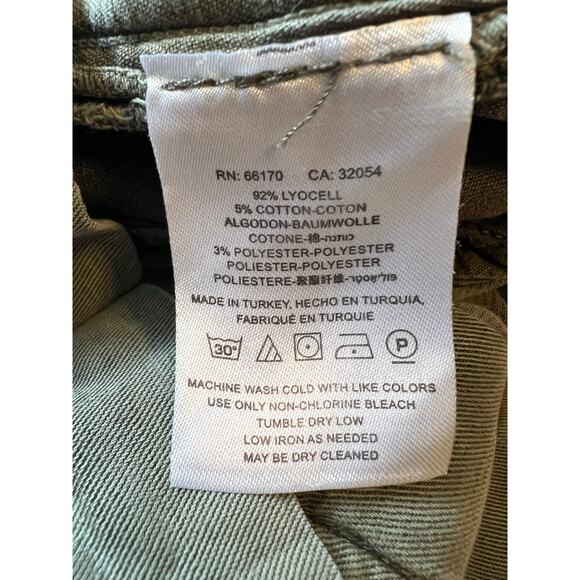 RN: 66170 CA: 32054
92% LYOCELL
5% COTTON-COTON
ALGODON-BAUMWOLLE
COTONE-棉-כותנה
3% POLYESTER-POLYESTER
POLIESTER-POLYESTER
POLIESTERE-聚酯纤维-פוליאסטר
MADE IN TURKEY, HECHO EN TURQUIA,
FABRIQUÉ EN TURQUIE
30° P
MACHINE WASH COLD WITH LIKE COLORS
USE ONLY NON-CHLORINE BLEACH
TUMBLE DRY LOW
LOW IRON AS NEEDED
MAY BE DRY CLEANED